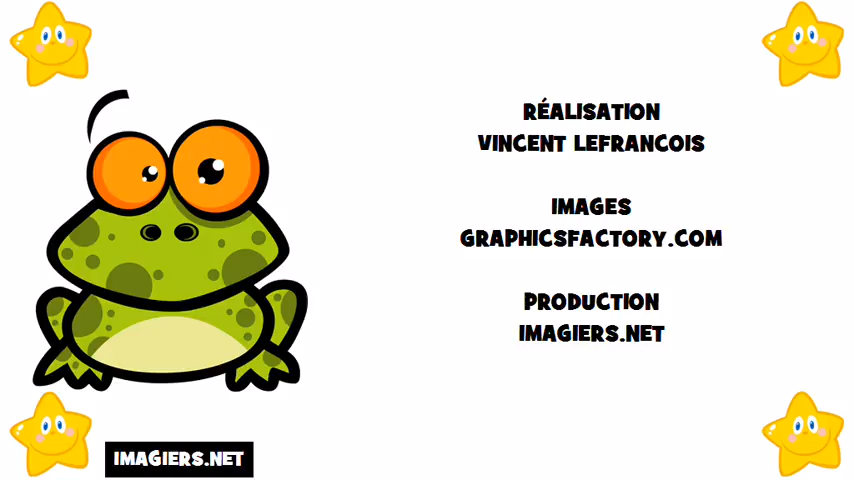 RÉALISATION
VINCENT LEFRANCOIS
IMAGES
GRAPHICSFACTORY.COM
PRODUCTION
IMAGIERS.NET
IMAGIERS.NET